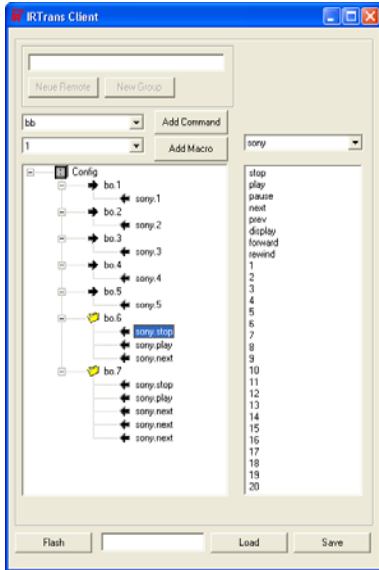 IRTrans Client
Neue Remote
New Group
bb
Add Command
1
Add Macro
sony
Config
bo.1
sony.1
bo.2
sony.2
bo.3
sony.3
bo.4
sony.4
bo.5
sony.5
bo.6
sony.stop
sony.play
sony.next
bo.7
sony.stop
sony.play
sony.next
sony.next
sony.next
stop
play
pause
next
prev
display
forward
rewind
1
2
3
4
5
6
7
8
9
10
11
12
13
14
15
16
17
18
19
20
Flash
Load
Save